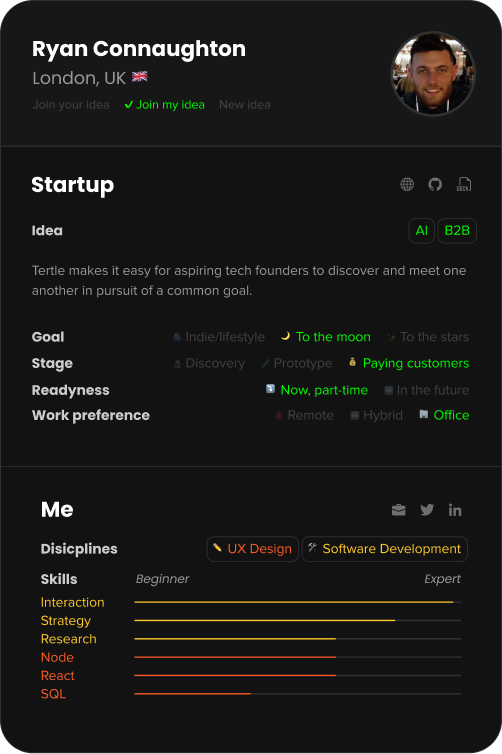 Ryan Connaughton
London, UK 🇬🇧
Join your idea ✓ Join my idea New idea
Startup
DECK
Idea AI B2B
Tertle makes it easy for aspiring tech founders to discover and meet one
another in pursuit of a common goal.
Goal Indie/lifestyle To the moon To the stars
Stage Discovery Prototype Paying customers
Readyness Now, part-time In the future
Work preference Remote Hybrid Office
Me
Disicplines UX Design Software Development
Skills Beginner Expert
Interaction
Strategy
Research
Node
React
SQL